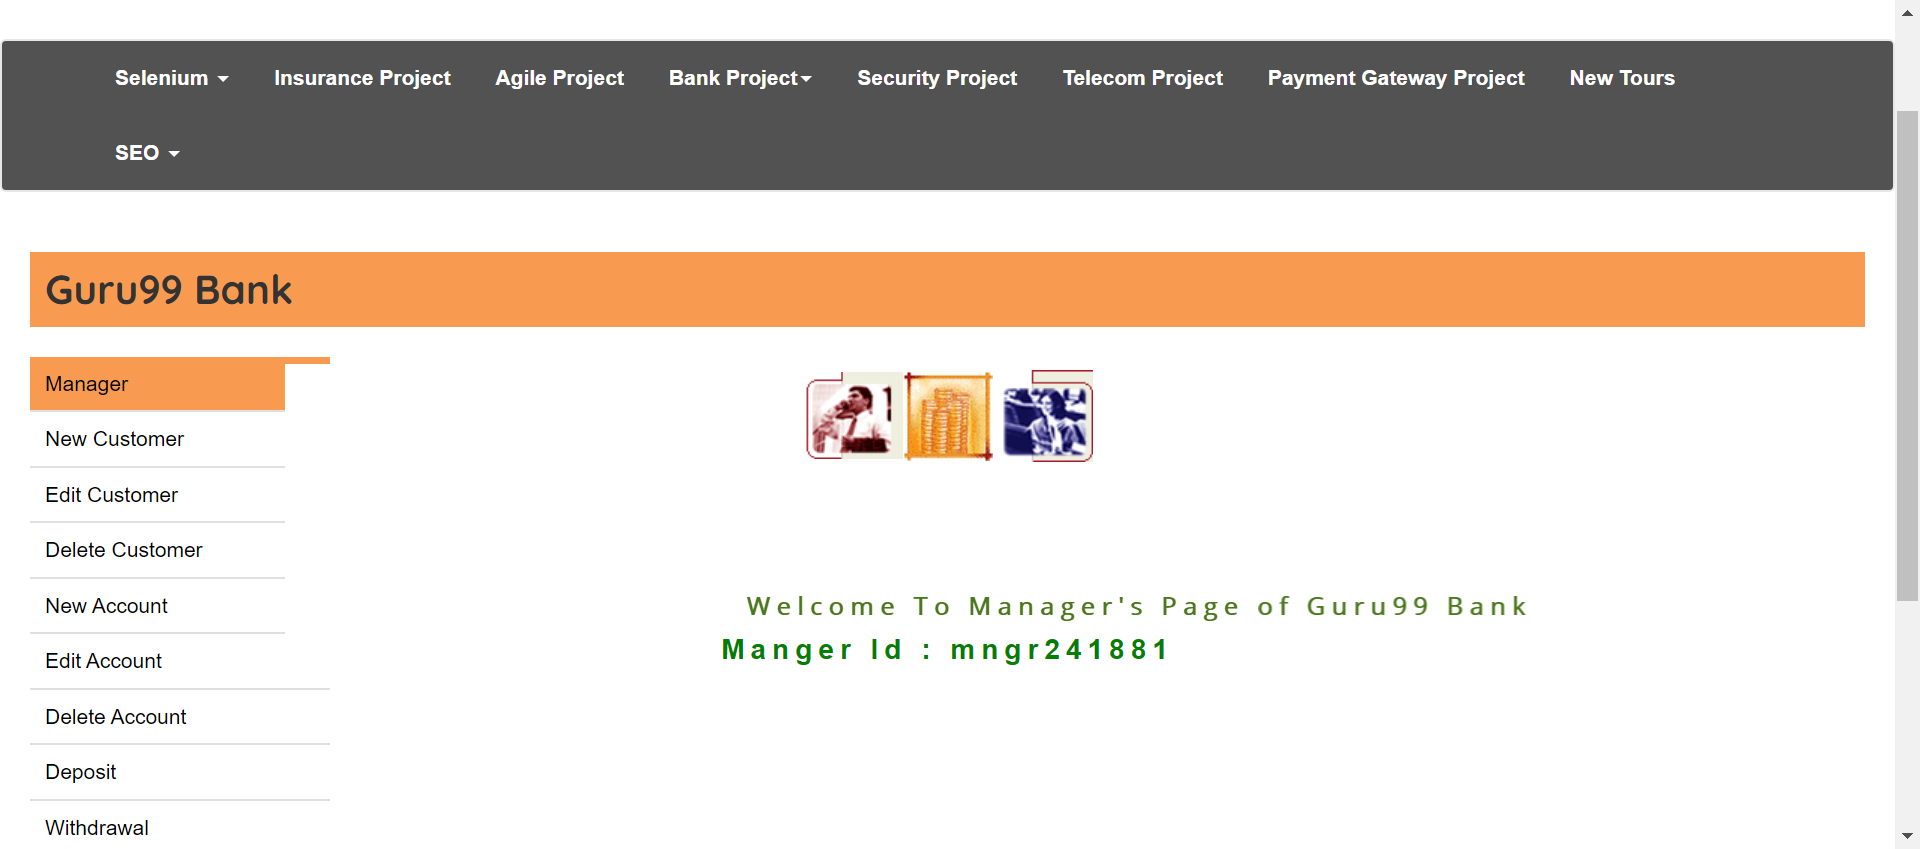 Selenium Insurance Project Agile Project Bank Project Security Project Telecom Project Payment Gateway Project New Tours
SEO
Guru99 Bank
Manager
New Customer
Edit Customer
Delete Customer
New Account
Edit Account
Delete Account
Deposit
Withdrawal
Welcome To Manager's Page of Guru99 Bank
Manger Id : mngr241881